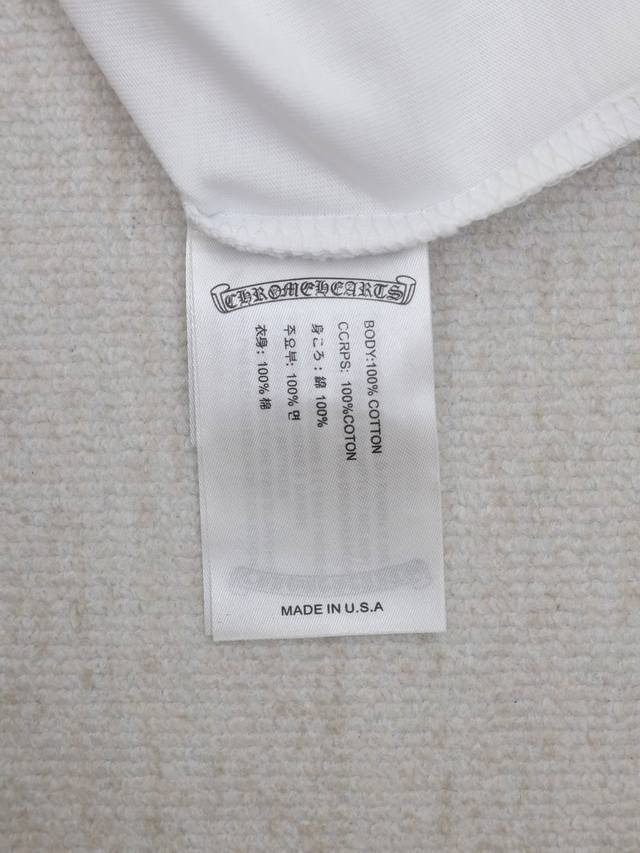 CHROMEHEARTS
BODY:100% COTTON
CCRPS: 100%COTON
身ころ：綿 100%
주요부: 100% 면
衣身: 100% 棉
MADE IN U.S.A